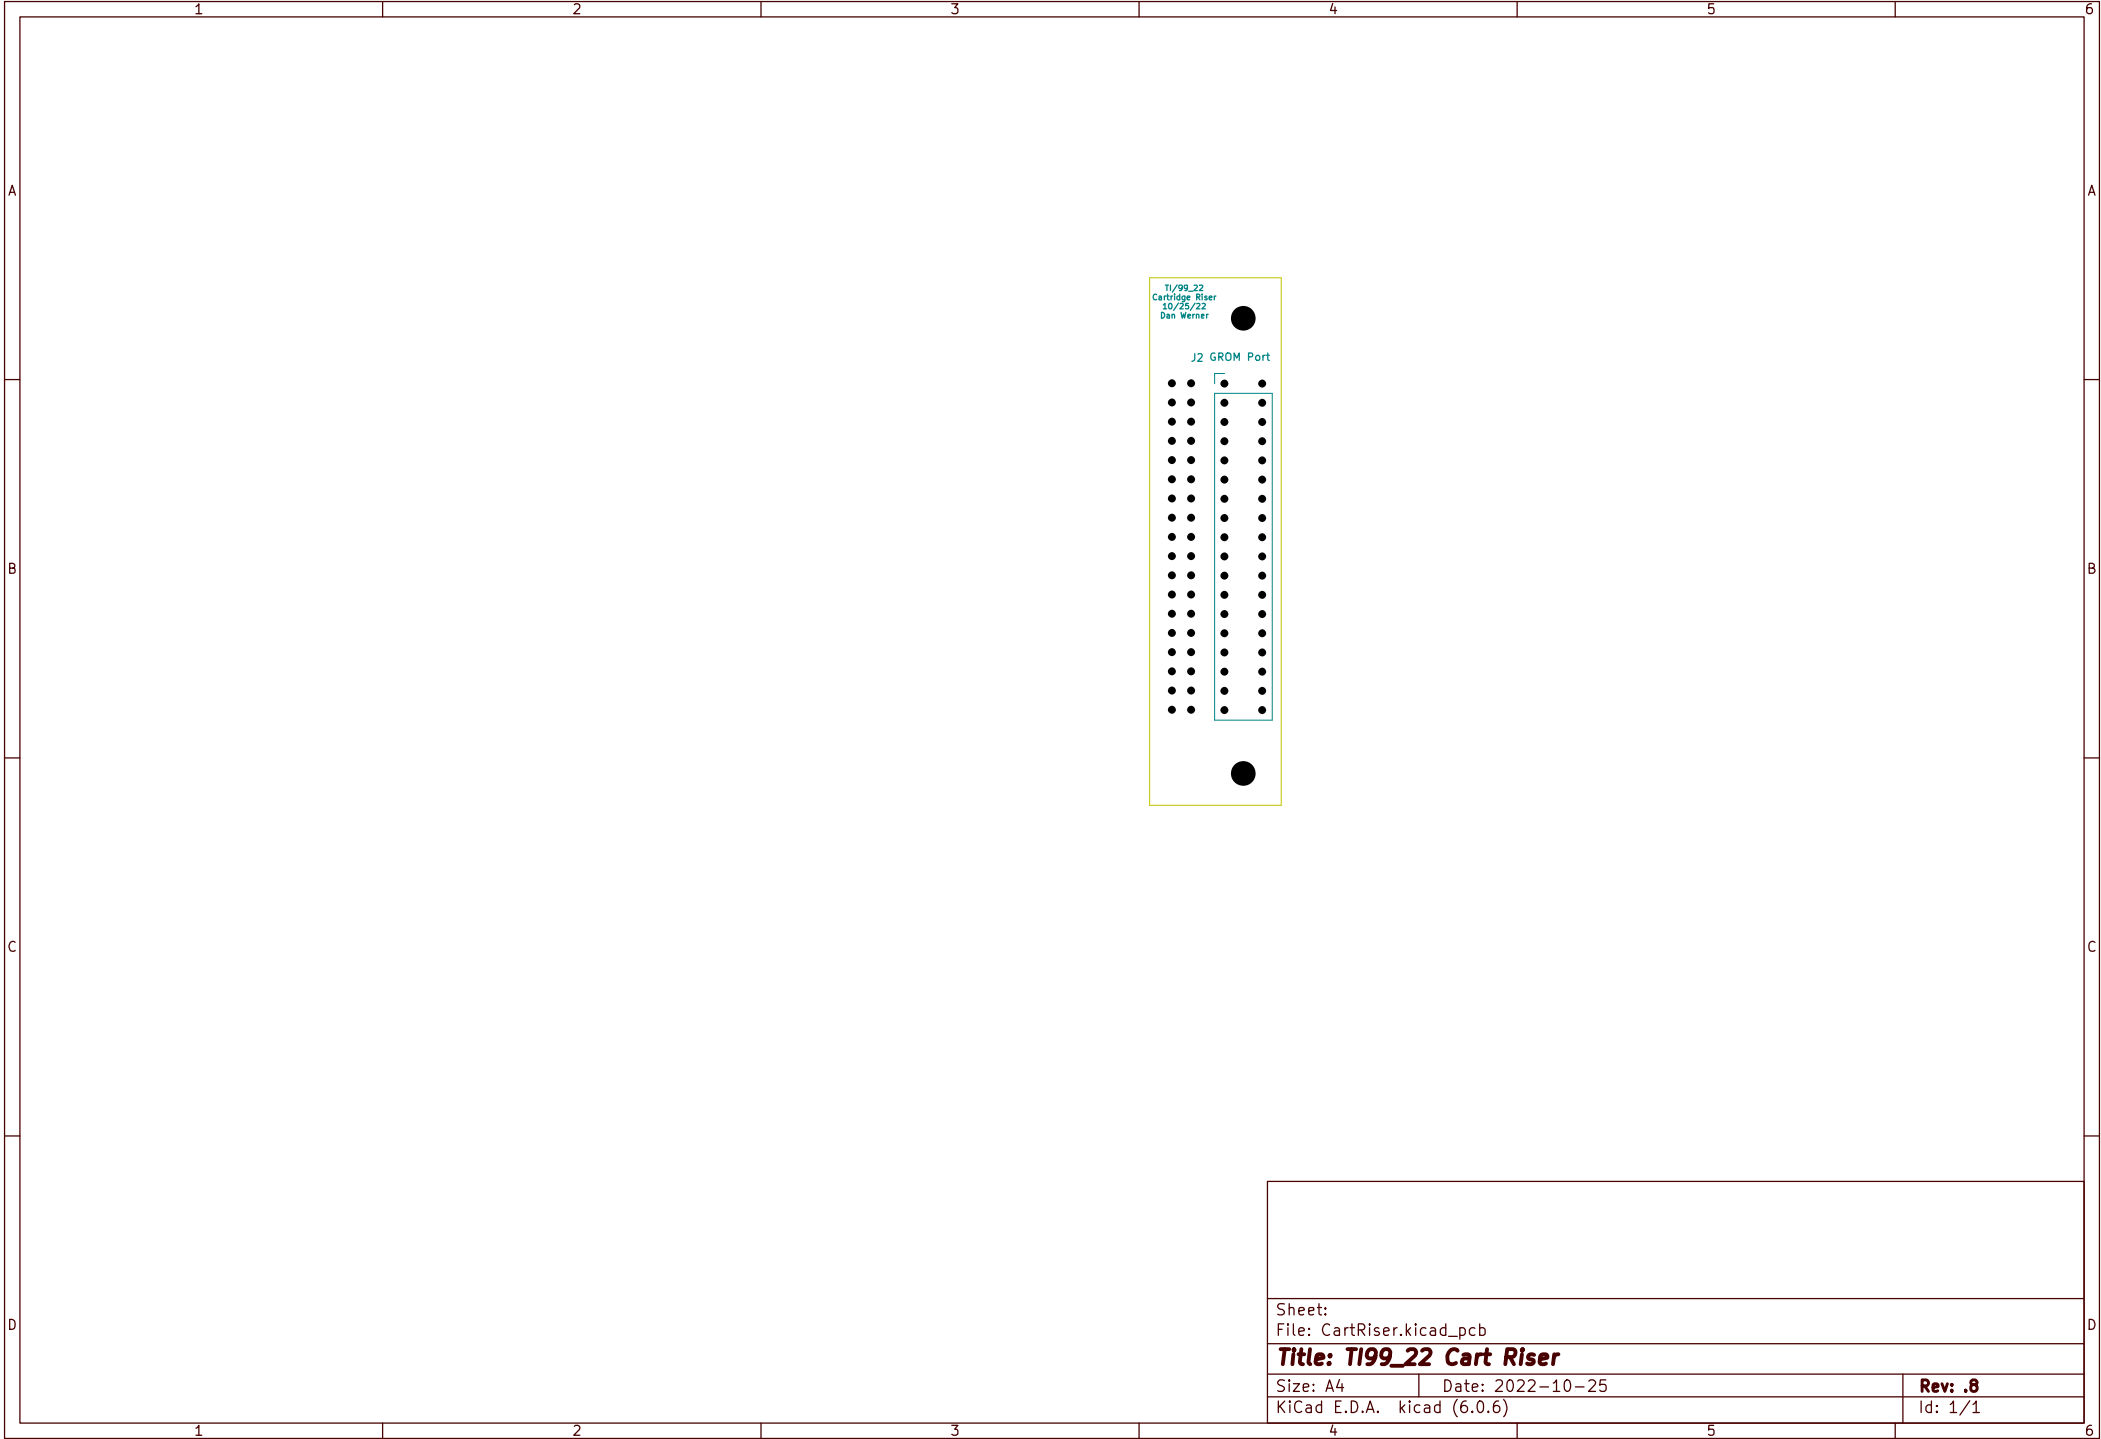 1 2 3 4 5 6
A A
TI/99_22
Cartridge Riser
10/25/22
Dan Werner
J2 GROM Port
B B
C C
D D
Sheet:
File: CartRiser.kicad_pcb
Title: TI99_22 Cart Riser
Size: A4 Date: 2022-10-25 Rev: .8
KiCad E.D.A. kicad (6.0.6) Id: 1/1
1 2 3 4 5 6